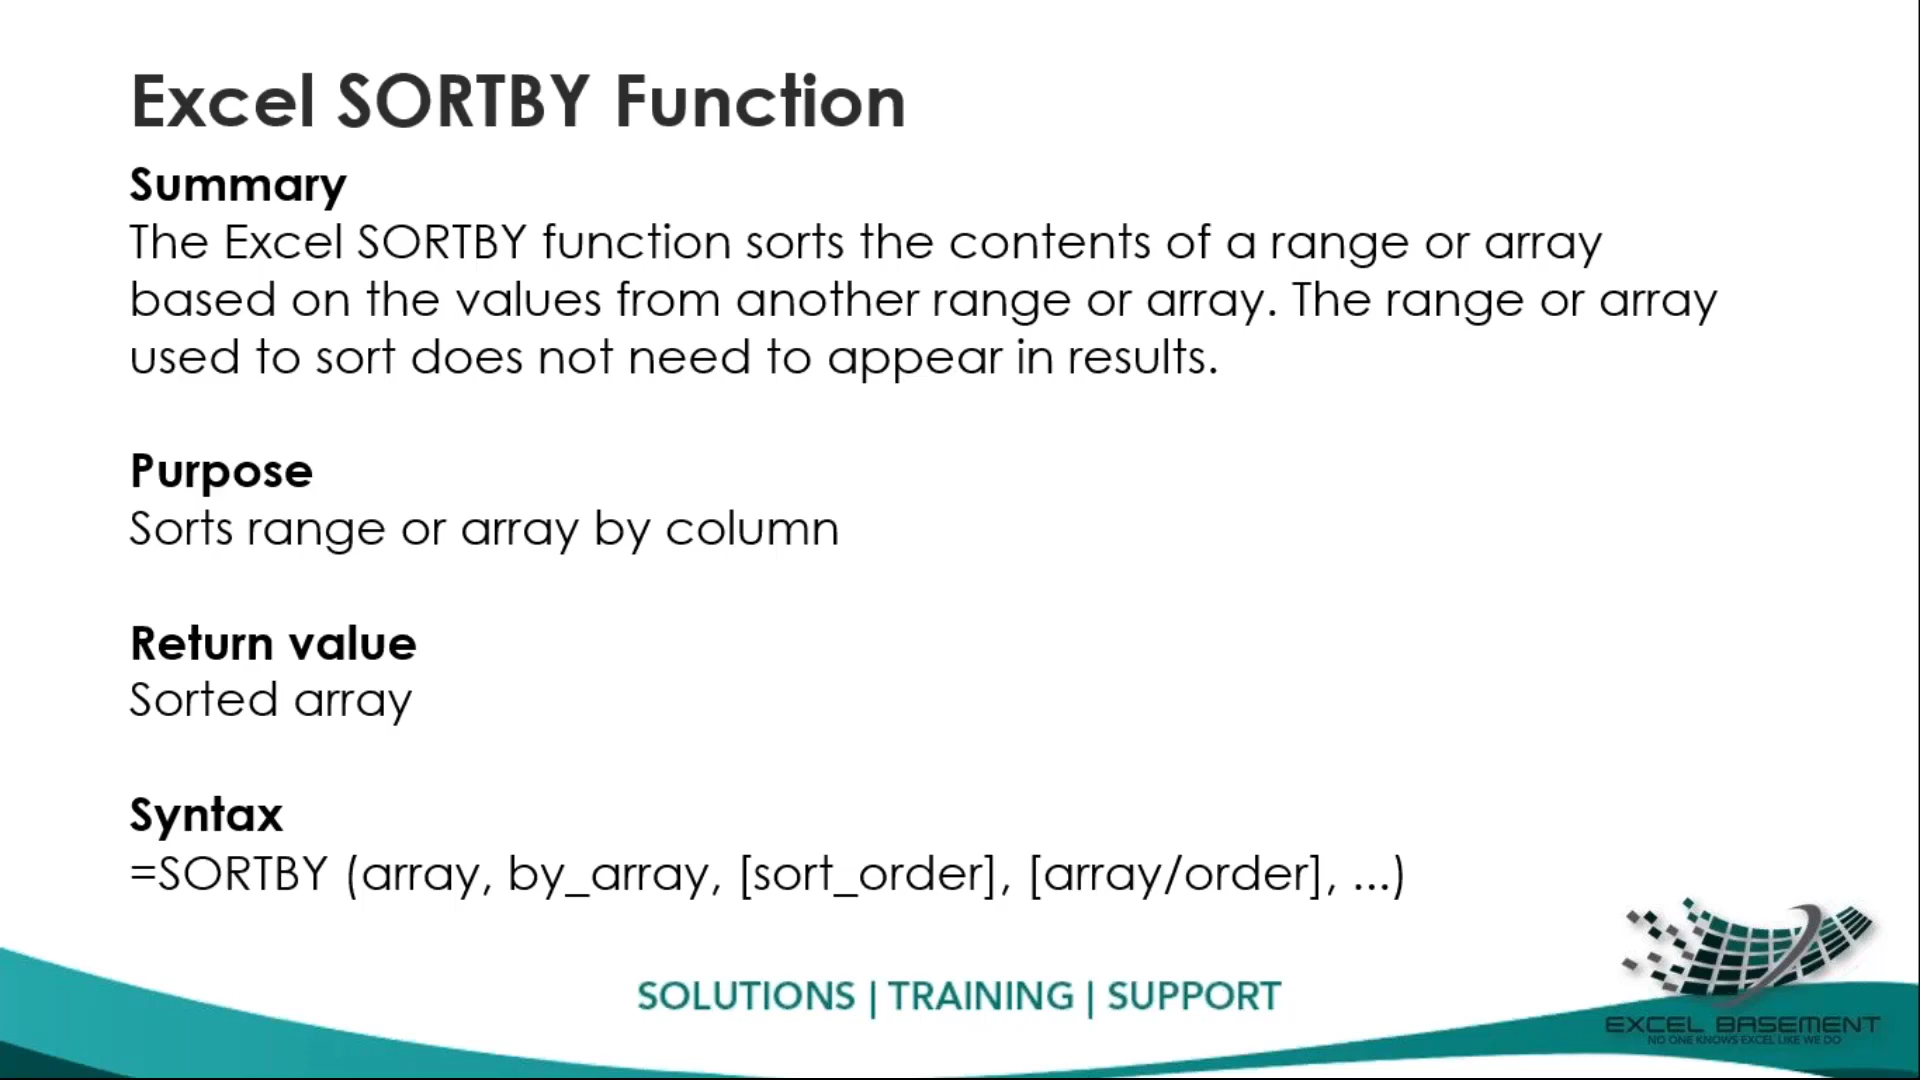 Excel SORTBY Function
Summary
The Excel SORTBY function sorts the contents of a range or array
based on the values from another range or array. The range or array
used to sort does not need to appear in results.
Purpose
Sorts range or array by column
Return value
Sorted array
Syntax
=SORTBY (array, by_array, [sort_order], [array/order], ...)
SOLUTIONS | TRAINING | SUPPORT
EXCEL BASEMENT
NO ONE KNOWS EXCEL LIKE WE DO